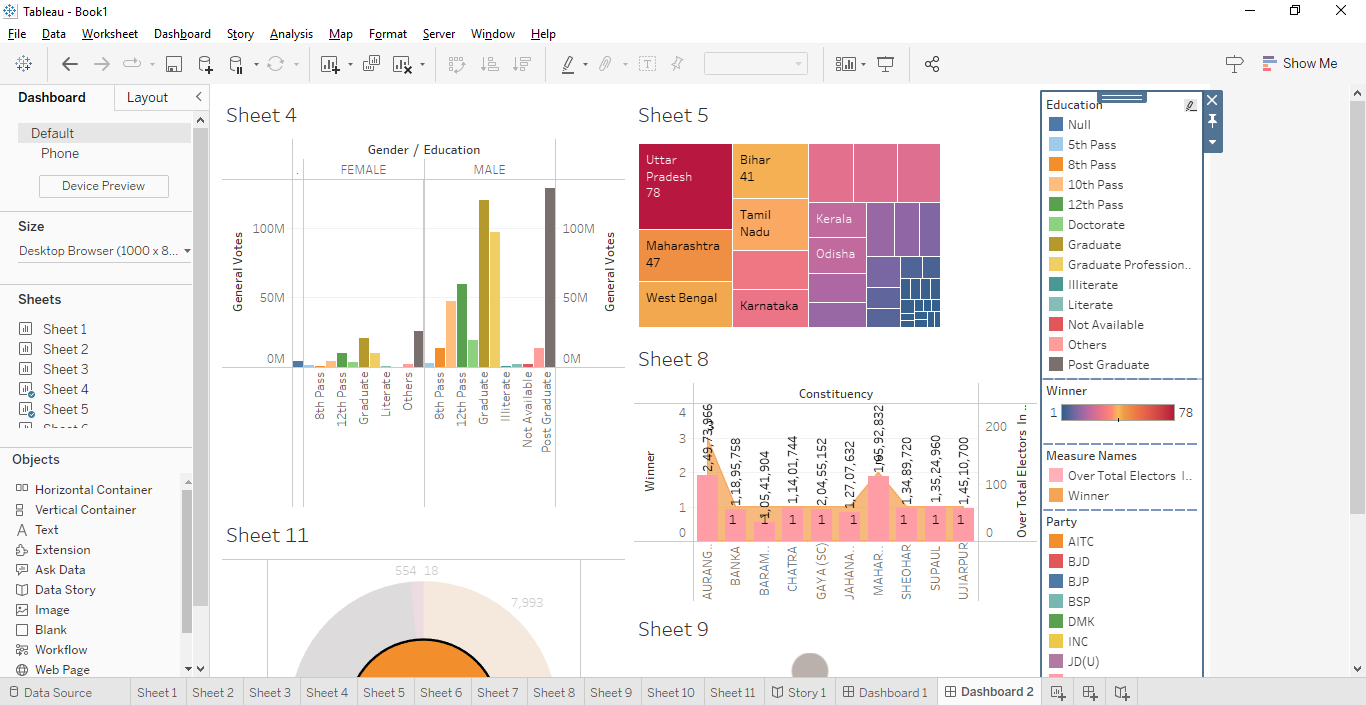 Tableau - Book1
File Data Worksheet Dashboard Story Analysis Map Format Server Window Help
Show Me
Dashboard Layout
Default
Phone
Device Preview
Size
Desktop Browser (1000 x 8...
Sheets
Sheet 1
Sheet 2
Sheet 3
Sheet 4
Sheet 5
Objects
Horizontal Container
Vertical Container
Text
Extension
Ask Data
Data Story
Image
Blank
Workflow
Web Page
Sheet 4
Gender / Education
FEMALE MALE
General Votes
100M
50M
0M
8th Pass
12th Pass
Graduate
Literate
Others
8th Pass
12th Pass
Graduate
Illiterate
Not Available
Post Graduate
100M
50M
0M
General Votes
Sheet 5
Uttar
Pradesh
78
Maharashtra
47
West Bengal
Bihar
41
Tamil
Nadu
Karnataka
Kerala
Odisha
Sheet 8
Constituency
Winner
4
3
2
1
0
2,49,73,966
1,18,95,758
1,05,41,904
1,14,01,744
2,04,55,152
1,27,07,632
1,34,89,720
1,35,24,960
1,45,10,700
1 1 1 1 1 1 1 1
200
100
0
Over Total Electors In ..
AURANG..
BANKA
BARAM..
CHATRA
GAYA (SC)
JAHANA..
MAHAR..
SHEOHAR
SUPAUL
UJIARPUR
Sheet 11
554 18
7,993
Sheet 9
Education
Null
5th Pass
8th Pass
10th Pass
12th Pass
Doctorate
Graduate
Graduate Profession..
Illiterate
Literate
Not Available
Others
Post Graduate
Winner
1 78
Measure Names
Over Total Electors I..
Winner
Party
AITC
BJD
BJP
BSP
DMK
INC
JD(U)
Data Source Sheet 1 Sheet 2 Sheet 3 Sheet 4 Sheet 5 Sheet 6 Sheet 7 Sheet 8 Sheet 9 Sheet 10 Sheet 11 Story 1 Dashboard 1 Dashboard 2